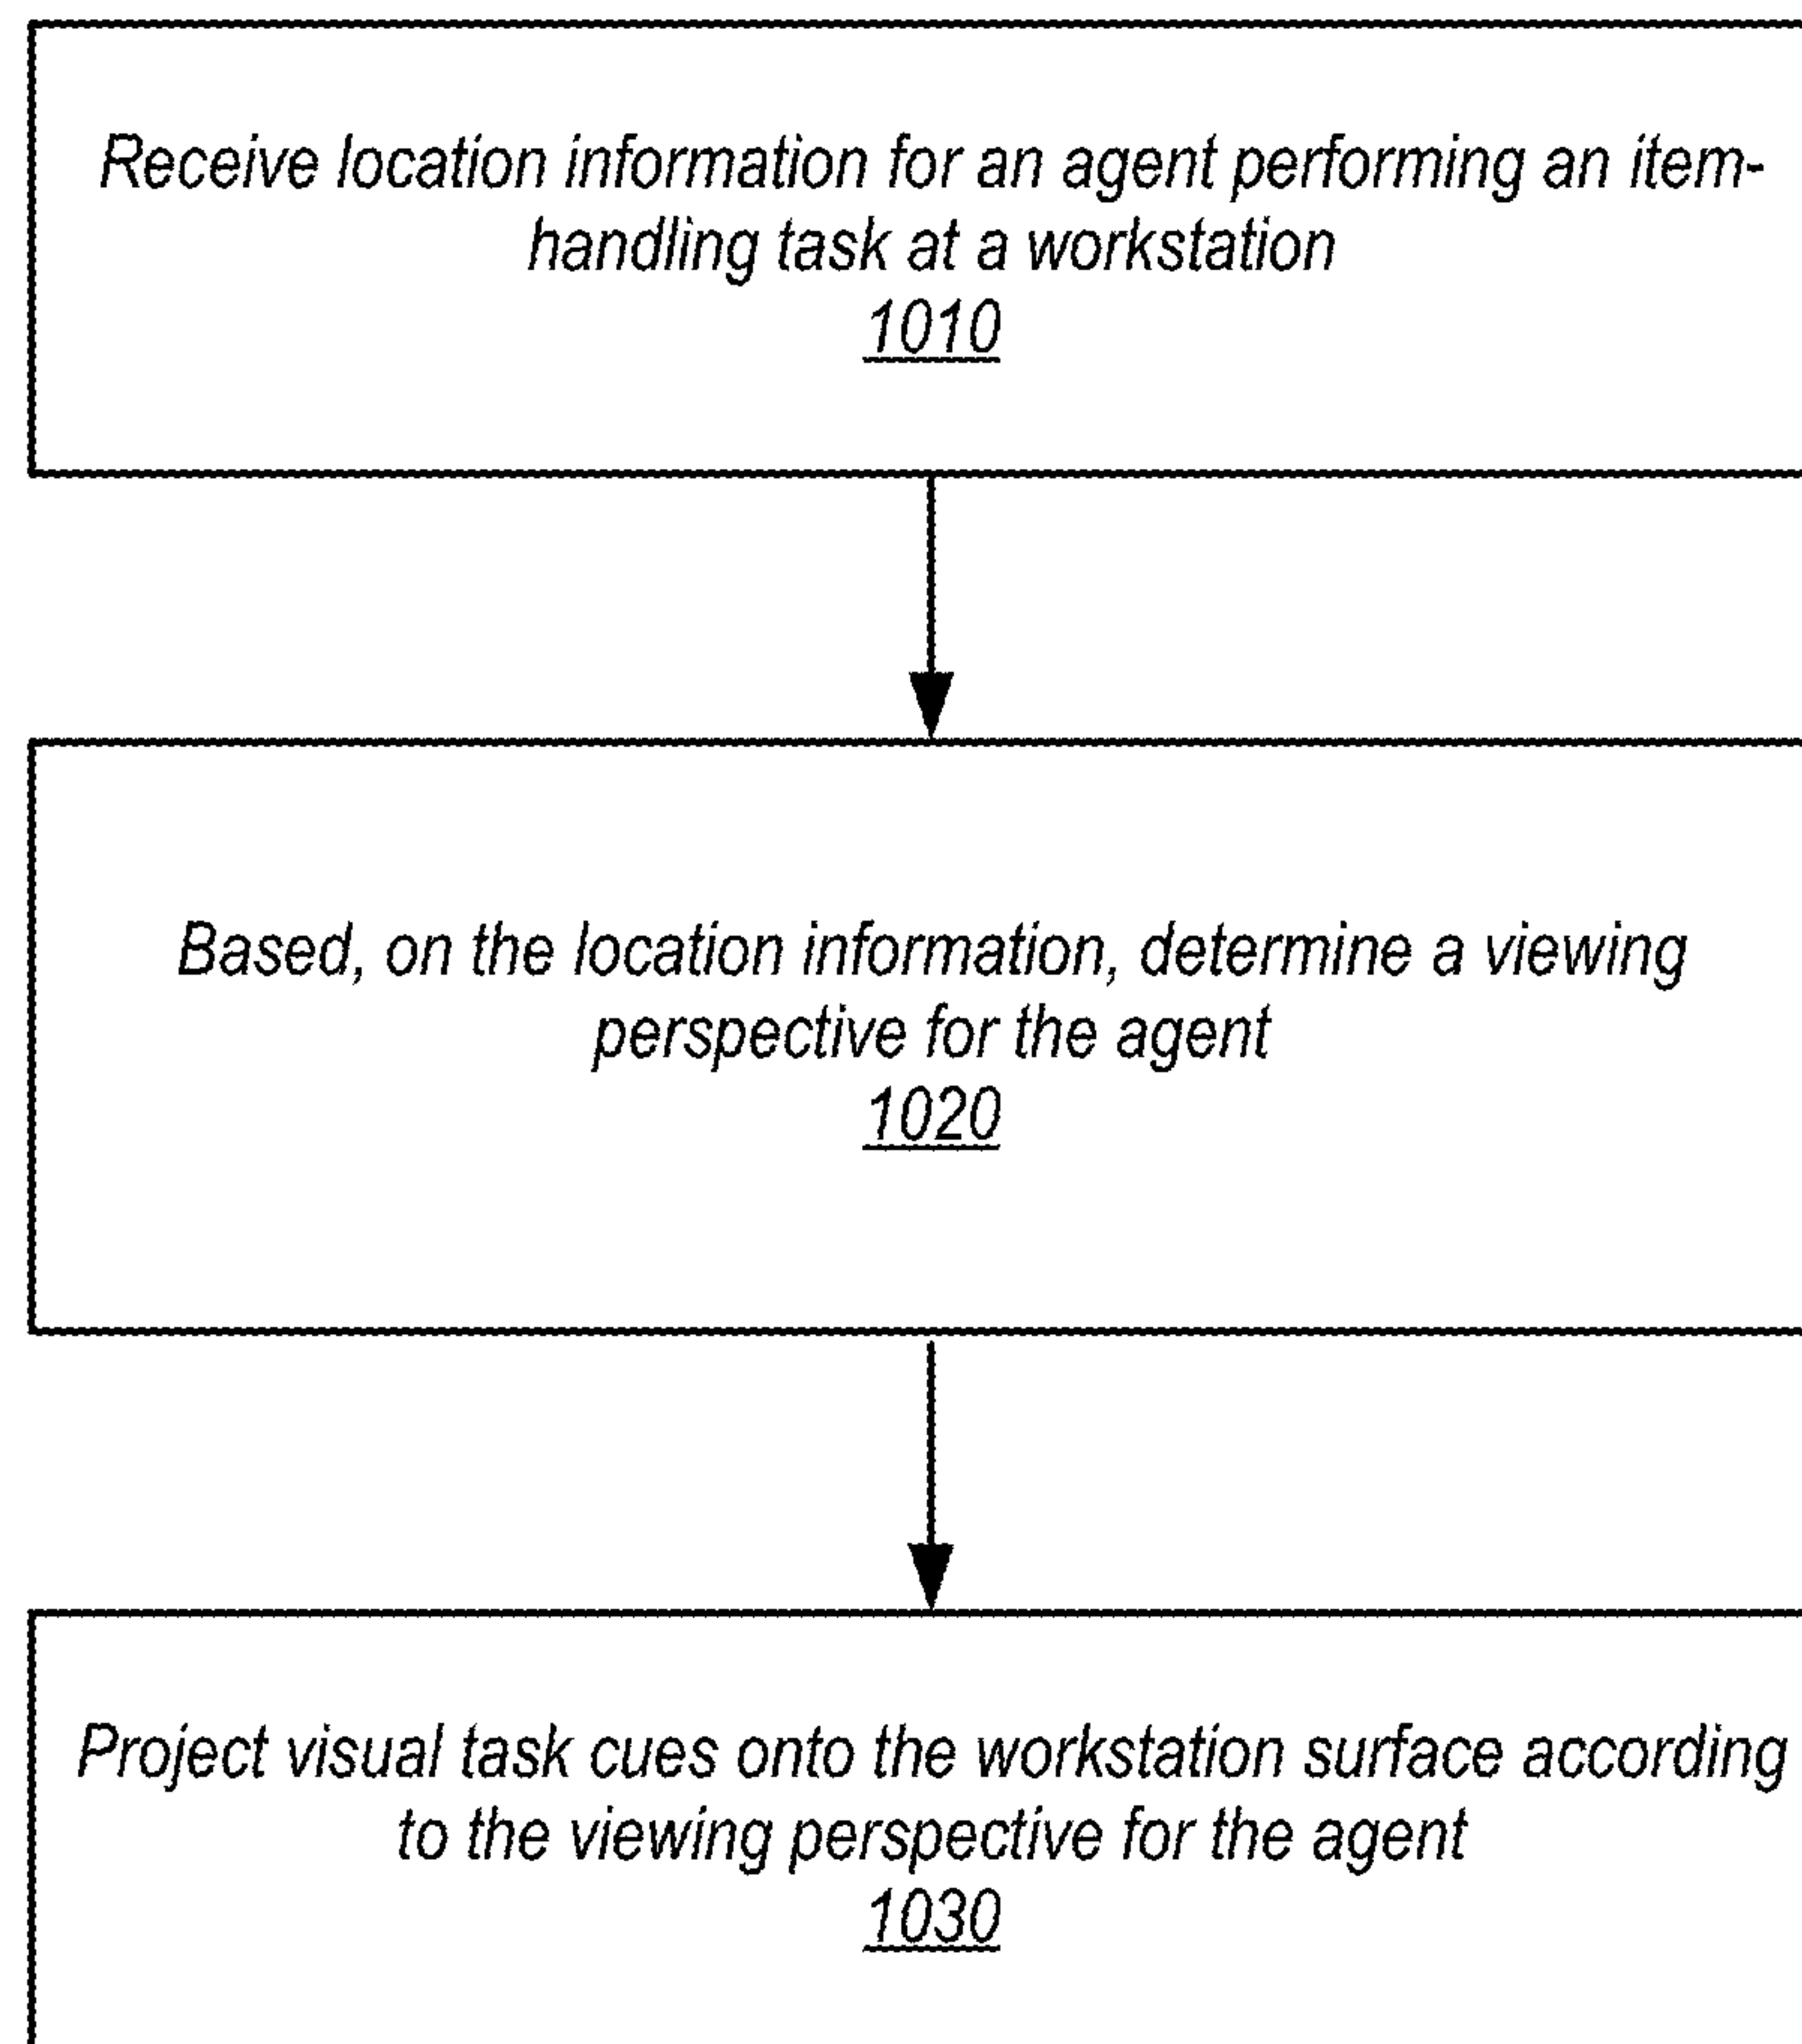 Receive location information for an agent performing an item-
handling task at a workstation
1010
Based, on the location information, determine a viewing
perspective for the agent
1020
Project visual task cues onto the workstation surface according
to the viewing perspective for the agent
1030